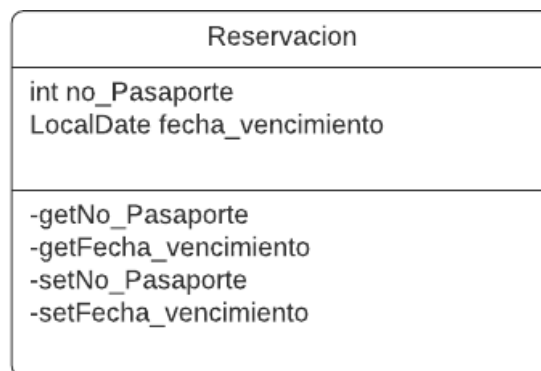 Reservacion
int no_Pasaporte
LocalDate fecha_vencimiento
-getNo_Pasaporte
-getFecha_vencimiento
-setNo_Pasaporte
-setFecha_vencimiento